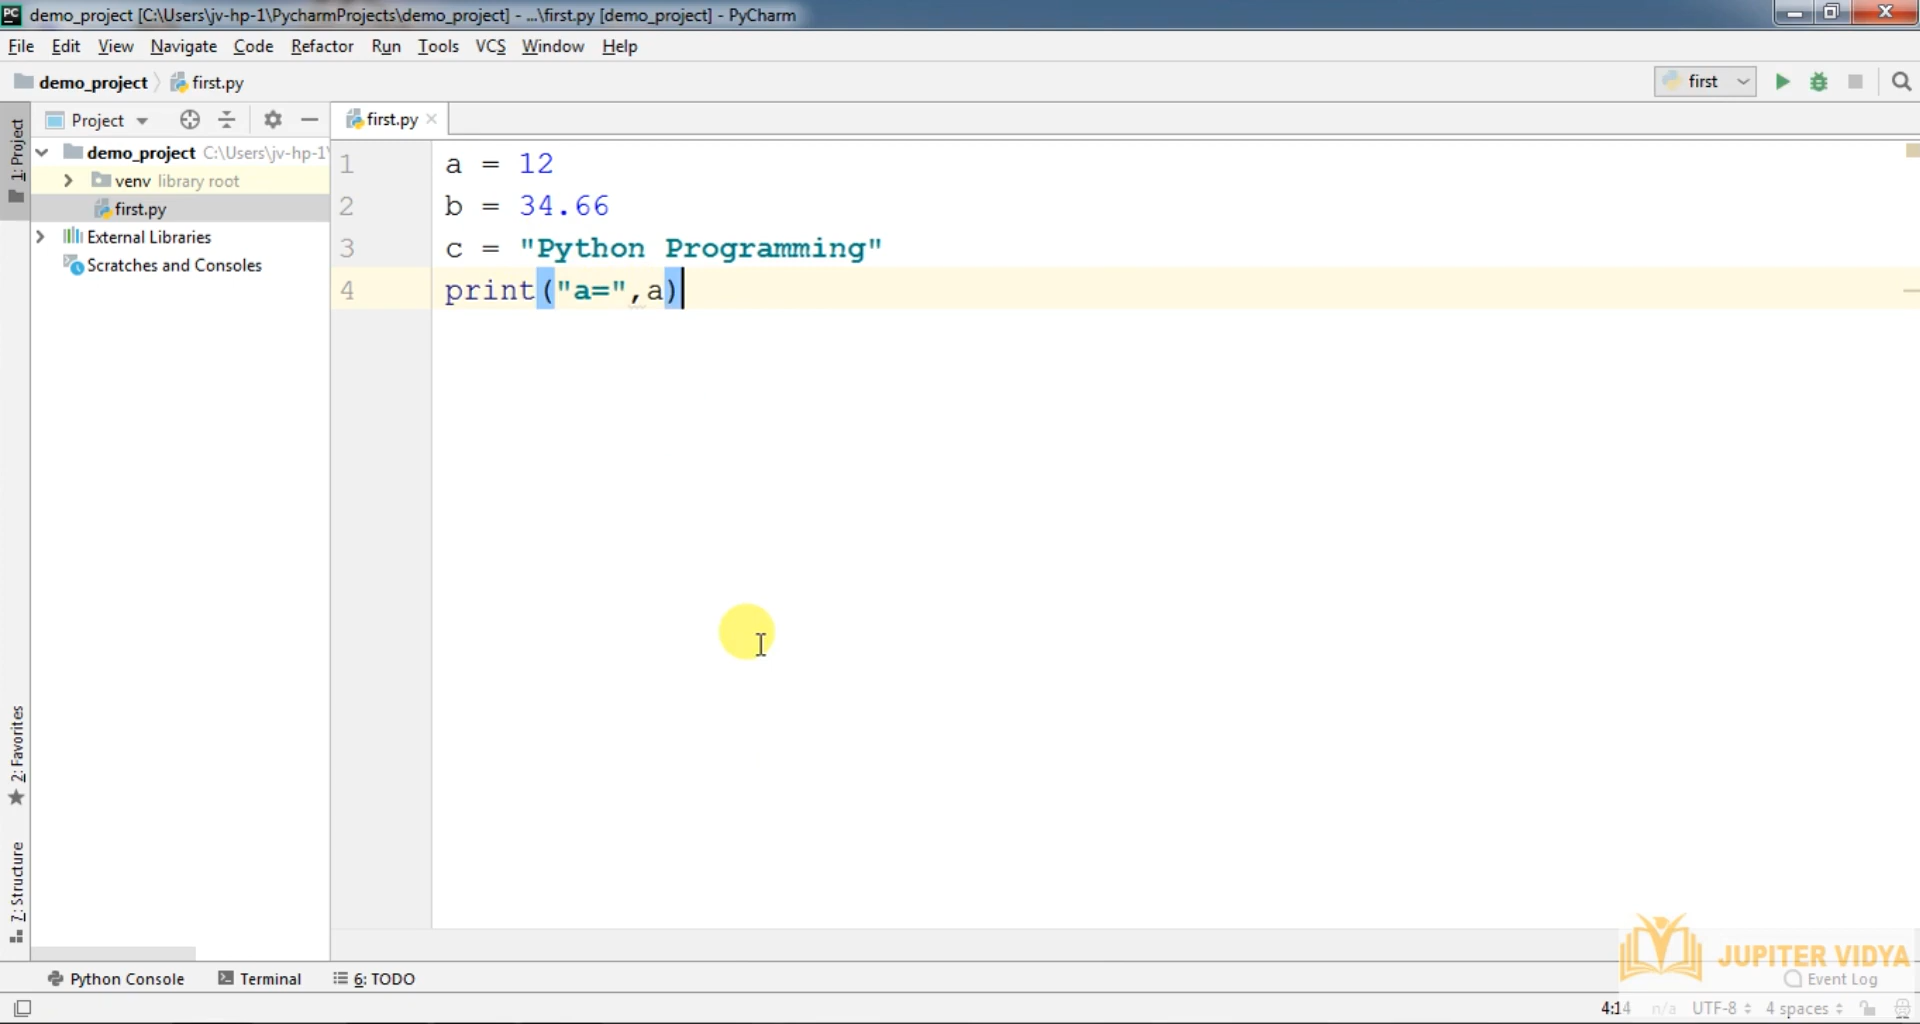 PC demo_project [C:\Users\jv-hp-1\PycharmProjects\demo_project] - ...\first.py [demo_project] - PyCharm
File Edit View Navigate Code Refactor Run Tools VCS Window Help
demo_project first.py first
Project first.py
1: Project
demo_project C:\Users\jv-hp-1\
venv library root
first.py
External Libraries
Scratches and Consoles
1 a = 12
2 b = 34.66
3 c = "Python Programming"
4 print("a=",a)
2: Favorites
7: Structure
JUPITER VIDYA
Python Console Terminal 6: TODO Event Log
4:14 n/a UTF-8 4 spaces